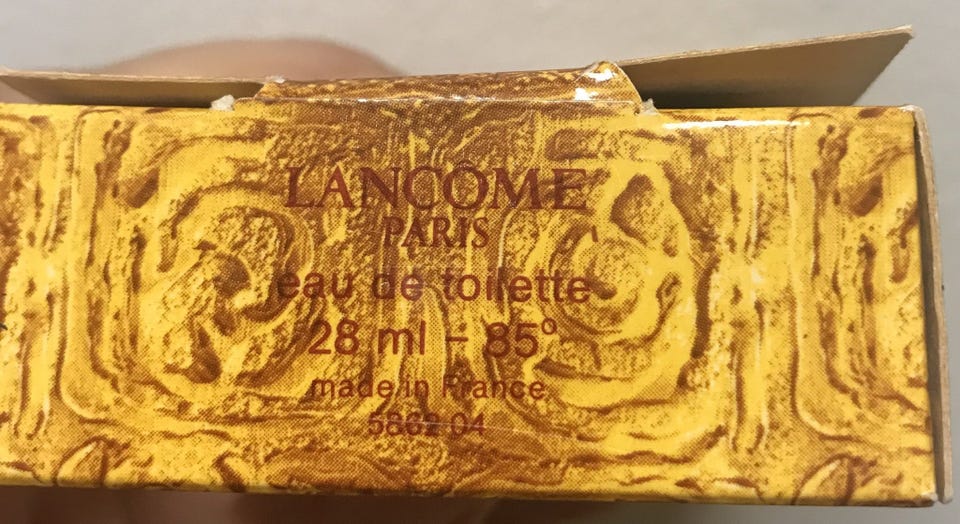 LANCÔME
PARIS
eau de toilette
28 ml - 85°
made in France
5862 04